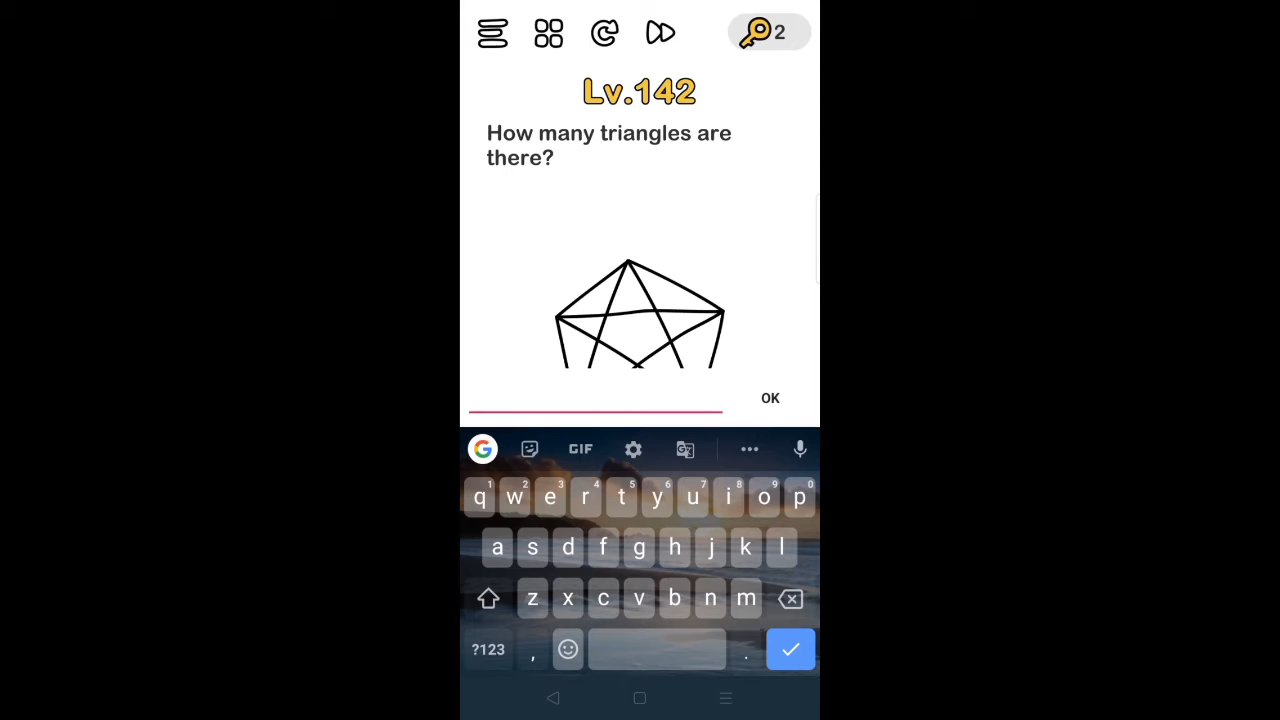 2
Lv.142
How many triangles are
there?
OK
G GIF G
1 2 3 4 5 6 7 8 9 0
q w e r t y u i o p
a s d f g h j k l
z x c v b n m
?123 , .